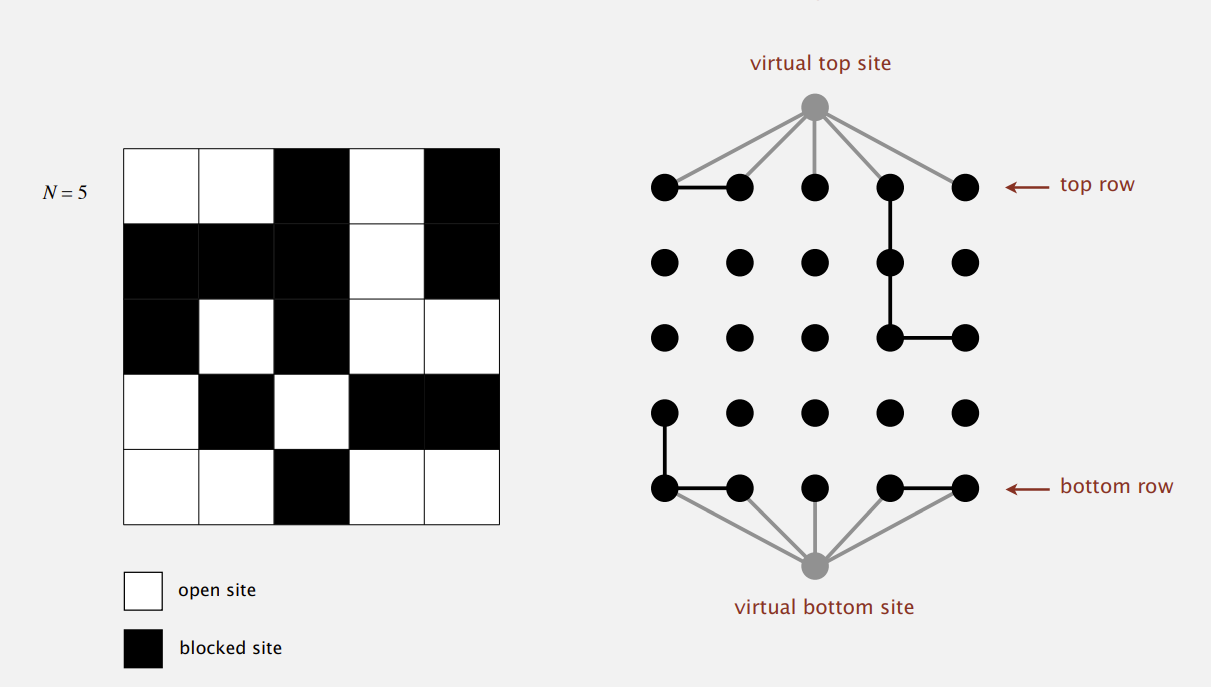 virtual top site
N = 5
top row
bottom row
open site
virtual bottom site
blocked site